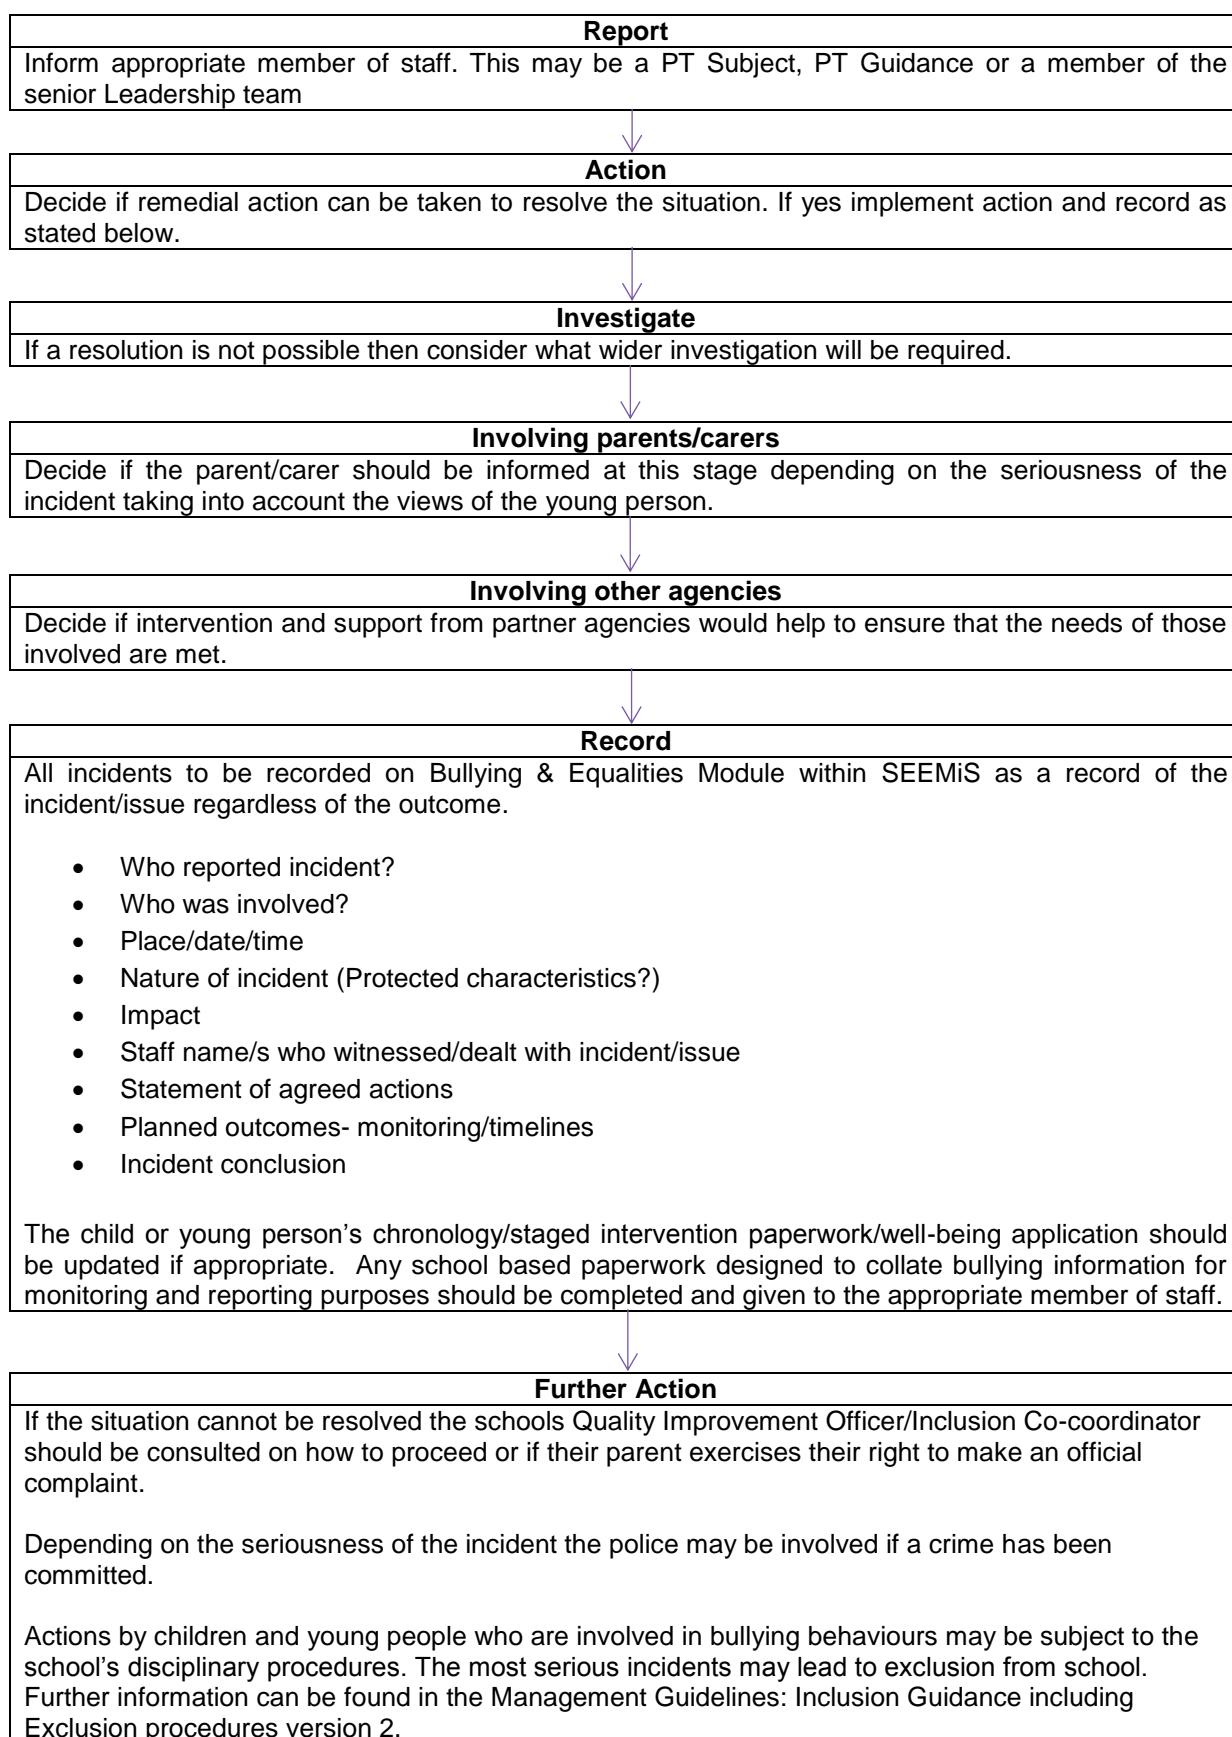 Report
Inform appropriate member of staff. This may be a PT Subject, PT Guidance or a member of the
senior Leadership team
Action
Decide if remedial action can be taken to resolve the situation. If yes implement action and record as
stated below.
Investigate
If a resolution is not possible then consider what wider investigation will be required.
Involving parents/carers
Decide if the parent/carer should be informed at this stage depending on the seriousness of the
incident taking into account the views of the young person.
Involving other agencies
Decide if intervention and support from partner agencies would help to ensure that the needs of those
involved are met.
Record
All incidents to be recorded on Bullying & Equalities Module within SEEMiS as a record of the
incident/issue regardless of the outcome.
• Who reported incident?
• Who was involved?
• Place/date/time
• Nature of incident (Protected characteristics?)
• Impact
• Staff name/s who witnessed/dealt with incident/issue
• Statement of agreed actions
• Planned outcomes- monitoring/timelines
• Incident conclusion
The child or young person’s chronology/staged intervention paperwork/well-being application should
be updated if appropriate.  Any school based paperwork designed to collate bullying information for
monitoring and reporting purposes should be completed and given to the appropriate member of staff.
Further Action
If the situation cannot be resolved the schools Quality Improvement Officer/Inclusion Co-coordinator
should be consulted on how to proceed or if their parent exercises their right to make an official
complaint.
Depending on the seriousness of the incident the police may be involved if a crime has been
committed.
Actions by children and young people who are involved in bullying behaviours may be subject to the
school’s disciplinary procedures. The most serious incidents may lead to exclusion from school.
Further information can be found in the Management Guidelines: Inclusion Guidance including
Exclusion procedures version 2.